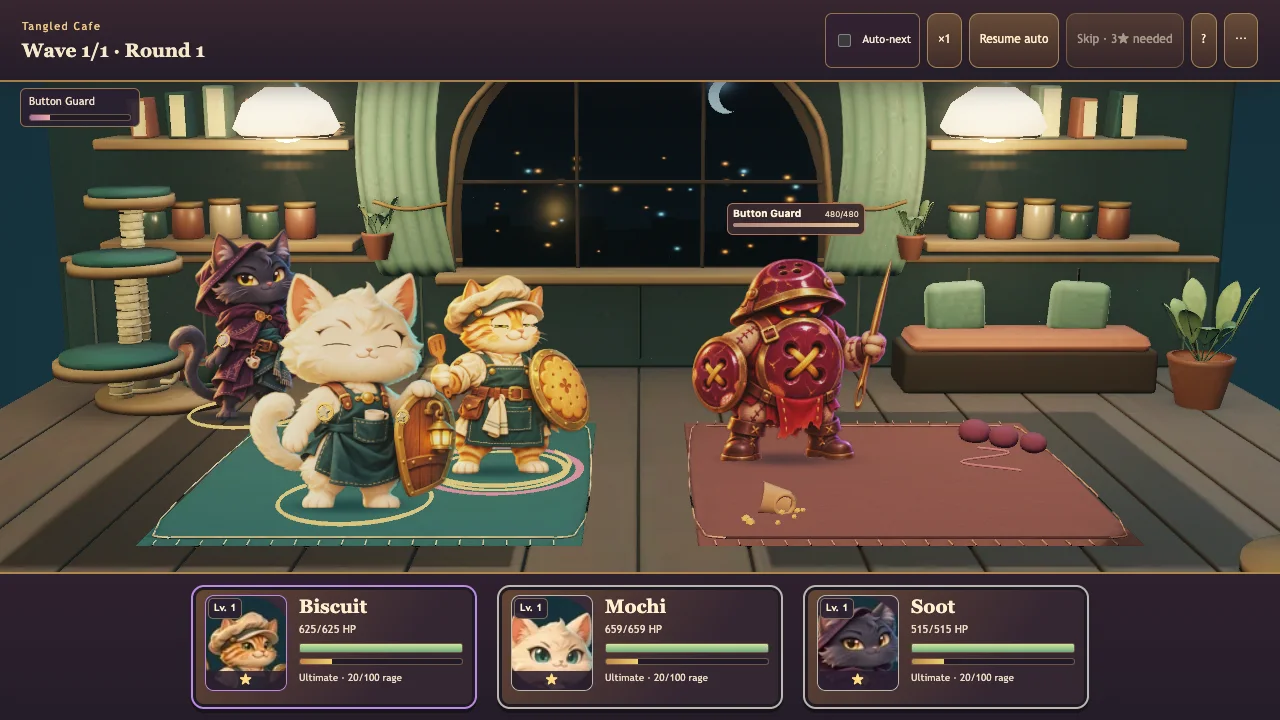 Tangled Cafe
Wave 1/1 · Round 1
Auto-next
×1
Resume auto
Skip · 3★ needed
?
···
Button Guard
Button Guard 480/480
Lv. 1
Biscuit
625/625 HP
Ultimate · 20/100 rage
Lv. 1
Mochi
659/659 HP
Ultimate · 20/100 rage
Lv. 1
Soot
515/515 HP
Ultimate · 20/100 rage